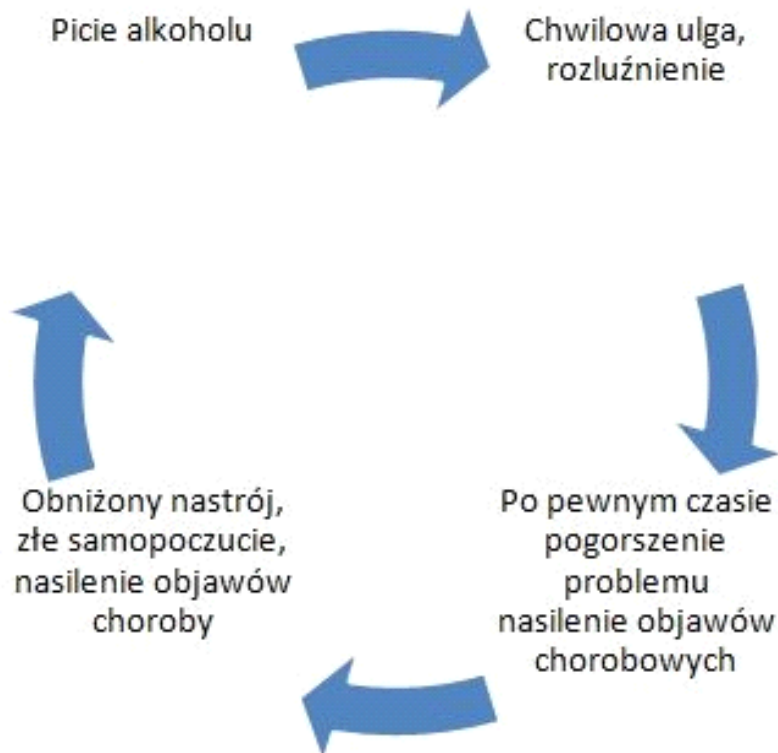 Picie alkoholu
Chwilowa ulga,
rozluźnienie
Po pewnym czasie
pogorszenie
problemu
nasilenie objawów
chorobowych
Obniżony nastrój,
złe samopoczucie,
nasilenie objawów
choroby